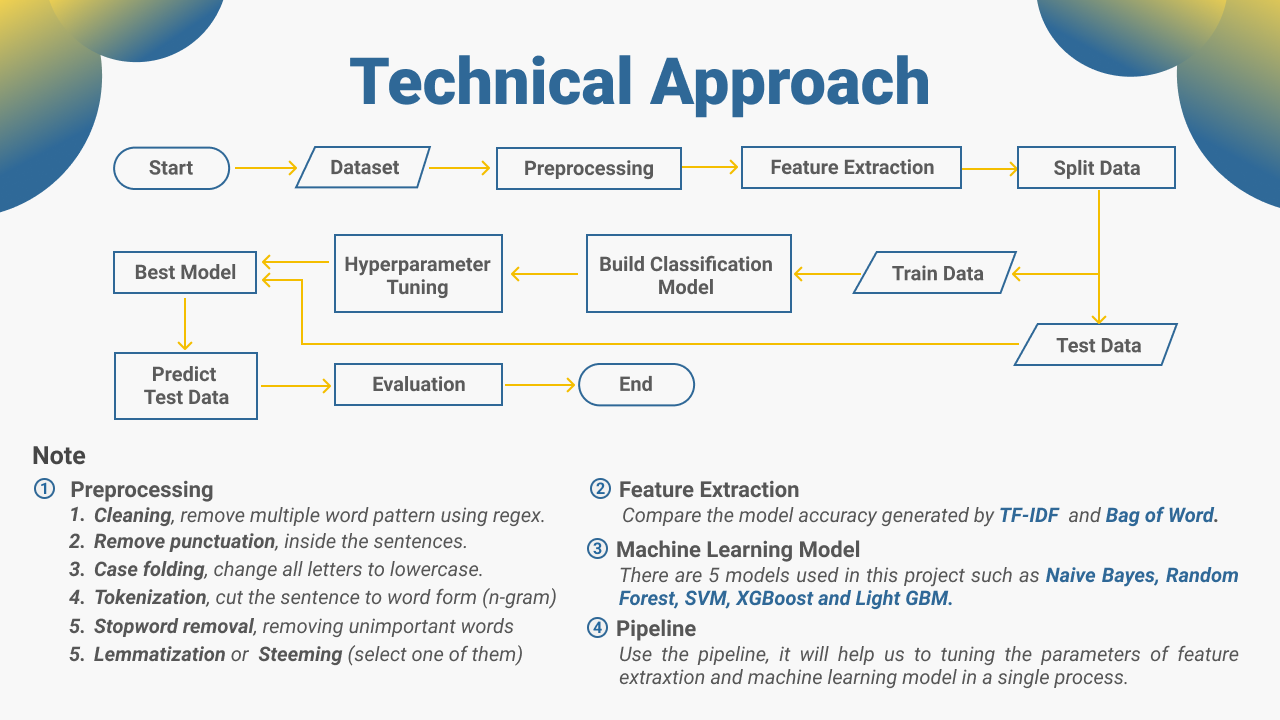 Technical Approach
Start
Dataset
Preprocessing
Feature Extraction
Split Data
Best Model
Hyperparameter
Tuning
Build Classification
Model
Train Data
Test Data
Predict
Test Data
Evaluation
End
Note
1 Preprocessing
1. Cleaning, remove multiple word pattern using regex.
2. Remove punctuation, inside the sentences.
3. Case folding, change all letters to lowercase.
4. Tokenization, cut the sentence to word form (n-gram)
5. Stopword removal, removing unimportant words
5. Lemmatization or Steeming (select one of them)
2 Feature Extraction
Compare the model accuracy generated by TF-IDF and Bag of Word.
3 Machine Learning Model
There are 5 models used in this project such as Naive Bayes, Random
Forest, SVM, XGBoost and Light GBM.
4 Pipeline
Use the pipeline, it will help us to tuning the parameters of feature
extraxtion and machine learning model in a single process.